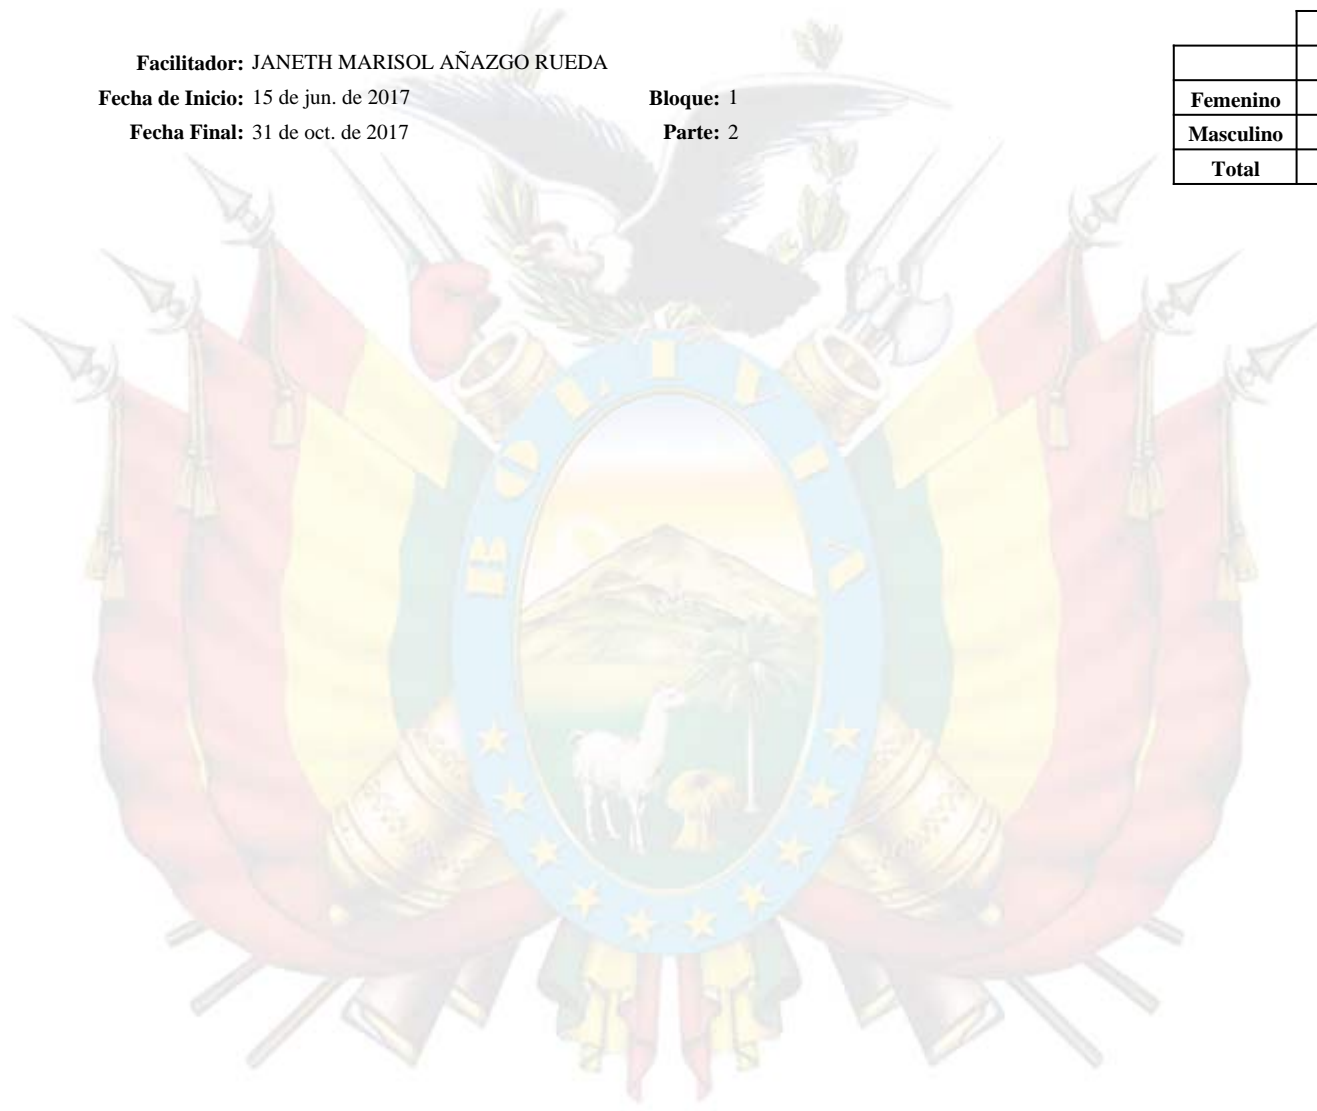 Facilitador: JANETH MARISOL AÑAZGO RUEDA
Fecha de Inicio: 15 de jun. de 2017 Bloque: 1
Fecha Final: 31 de oct. de 2017 Parte: 2
Femenino
Masculino
Total
BOLIVIA